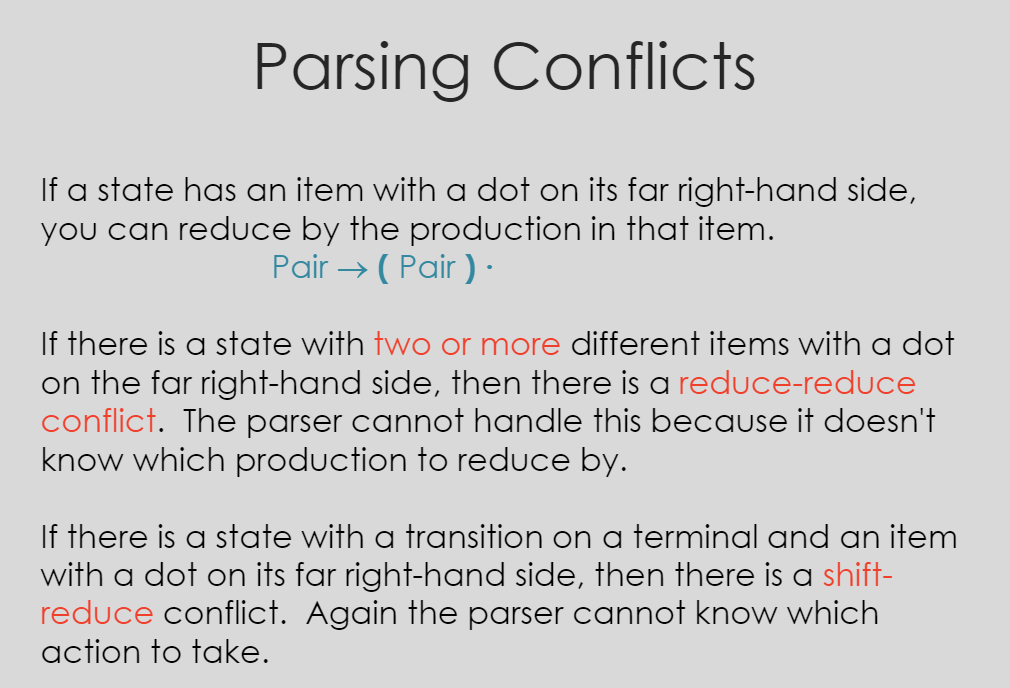 Parsing Conflicts
If a state has an item with a dot on its far right-hand side,
you can reduce by the production in that item.
Pair → ( Pair ) ·
If there is a state with two or more different items with a dot
on the far right-hand side, then there is a reduce-reduce
conflict.  The parser cannot handle this because it doesn't
know which production to reduce by.
If there is a state with a transition on a terminal and an item
with a dot on its far right-hand side, then there is a shift-
reduce conflict.  Again the parser cannot know which
action to take.